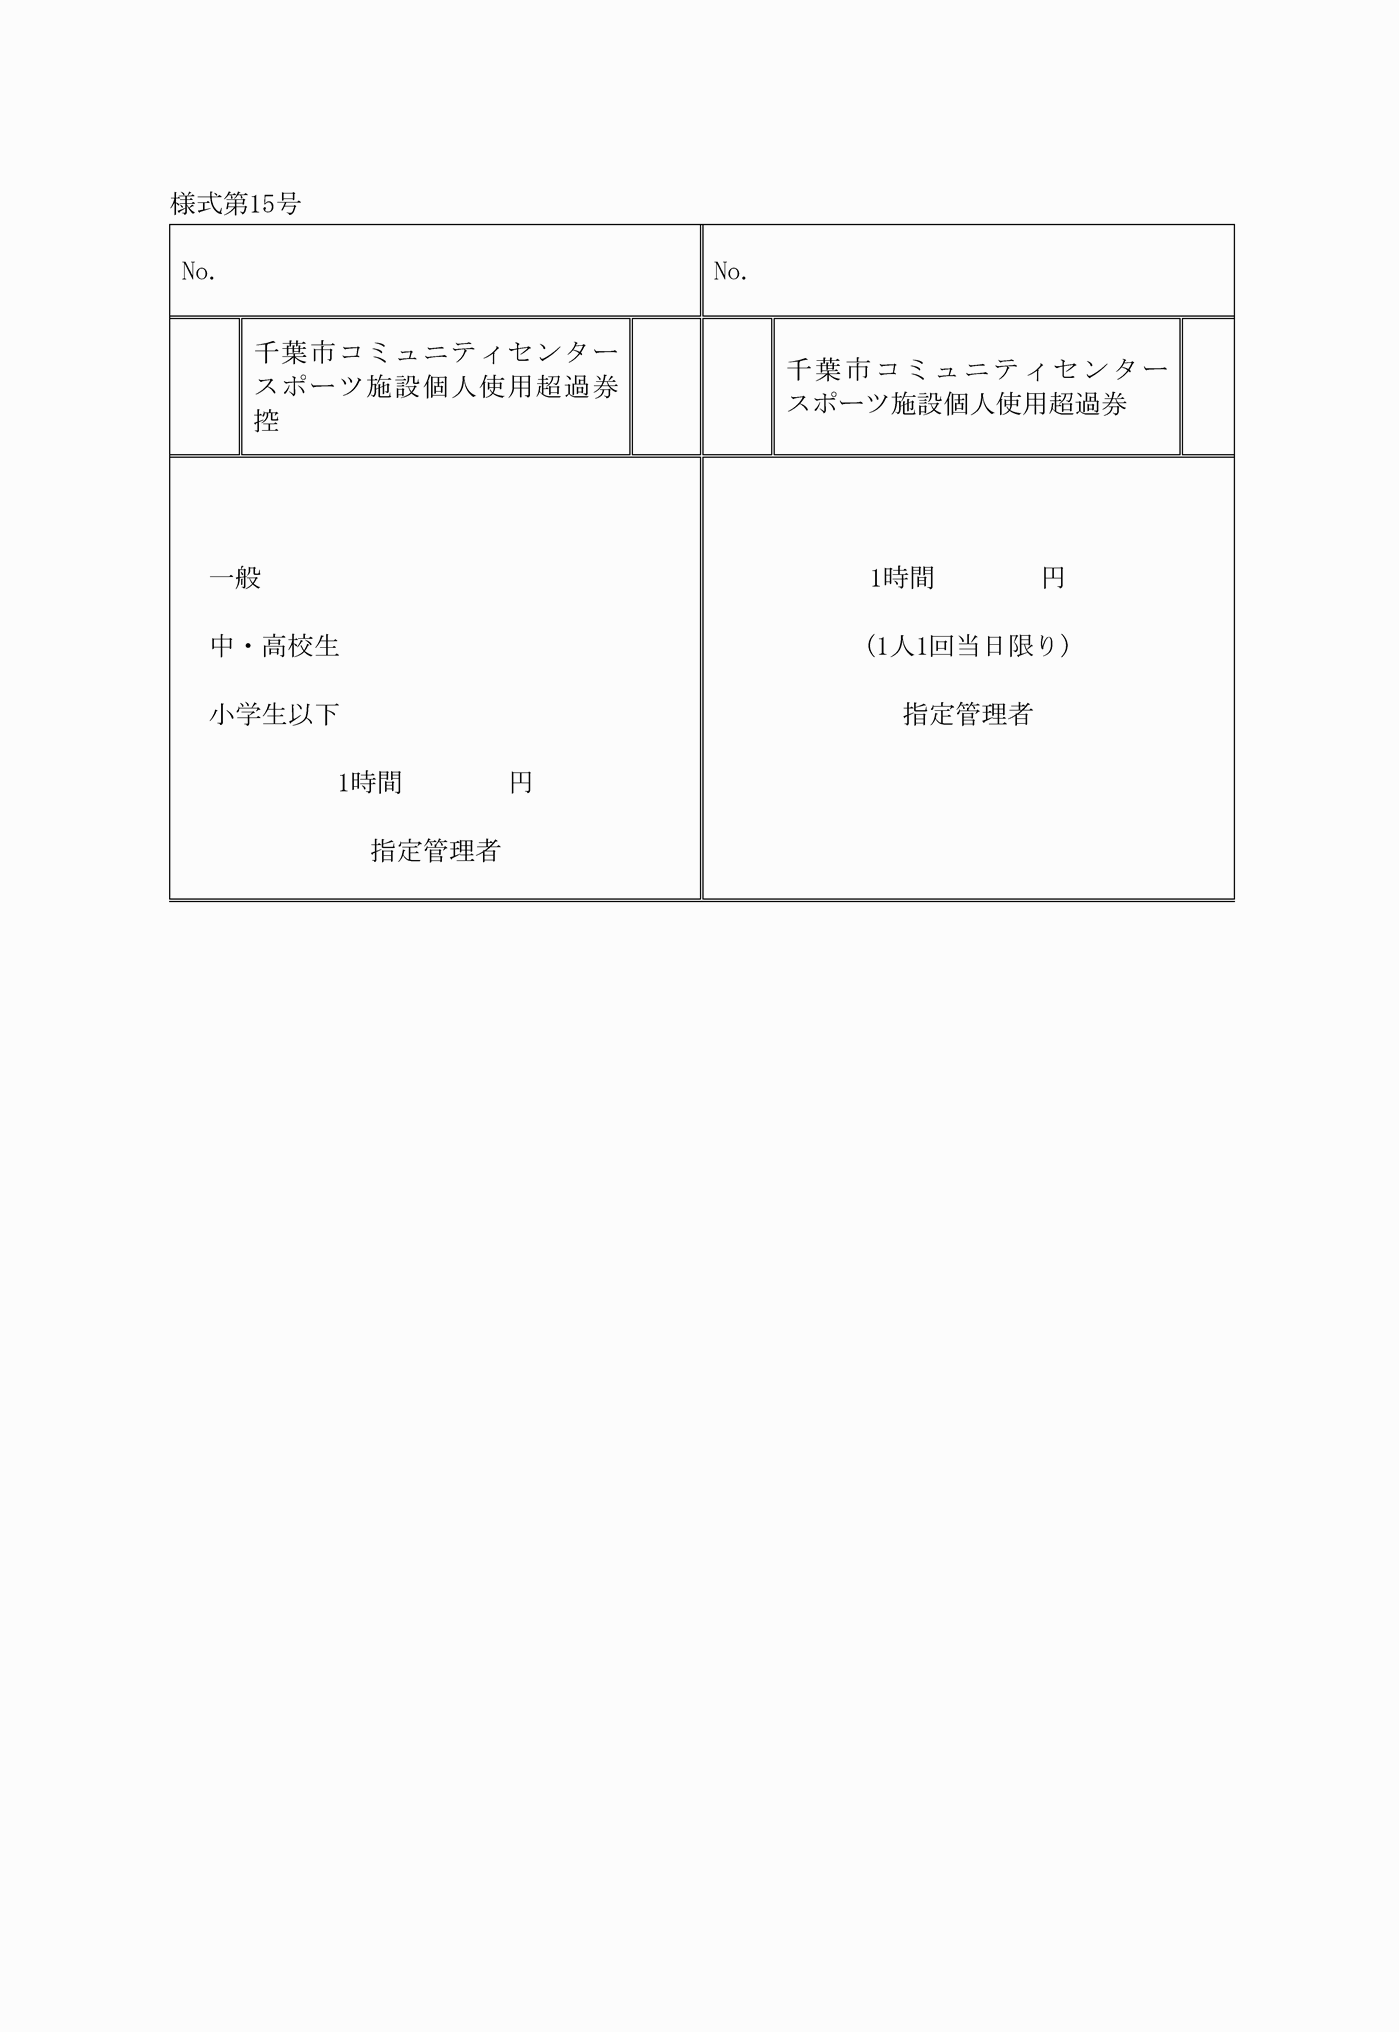 様式第15号
No.
No.
千葉市コミュニティセンター
スポーツ施設個人使用超過券
控
千葉市コミュニティセンター
スポーツ施設個人使用超過券
一般
中・高校生
小学生以下
1時間　　　　円
指定管理者
1時間　　　　円
(1人1回当日限り)
指定管理者